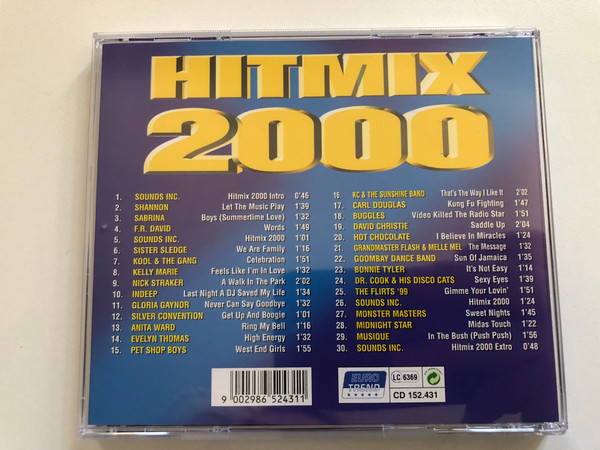 HITMIX
2000
1. SOUNDS INC. Hitmix 2000 Intro 0'46
2. SHANNON Let The Music Play 1'39
3. SABRINA Boys (Summertime Love) 1'32
4. F.R. DAVID Words 1'49
5. SOUNDS INC. Hitmix 2000 1'01
6. SISTER SLEDGE We Are Family 1'16
7. KOOL & THE GANG Celebration 1'51
8. KELLY MARIE Feels Like I'm In Love 1'32
9. NICK STRAKER A Walk In The Park 2'02
10. INDEEP Last Night A DJ Saved My Life 1'34
11. GLORIA GAYNOR Never Can Say Goodbye 1'32
12. SILVER CONVENTION Get Up And Boogie 1'01
13. ANITA WARD Ring My Bell 1'16
14. EVELYN THOMAS High Energy 1'32
15. PET SHOP BOYS West End Girls 1'55
16. KC & THE SUNSHINE BAND That's The Way I Like It 2'02
17. CARL DOUGLAS Kung Fu Fighting 1'47
18. BUGGLES Video Killed The Radio Star 1'51
19. DAVID CHRISTIE Saddle Up 2'04
20. HOT CHOCOLATE I Believe In Miracles 1'24
21. GRANDMASTER FLASH & MELLE MEL The Message 1'32
22. GOOMBAY DANCE BAND Sun Of Jamaica 1'35
23. BONNIE TYLER It's Not Easy 1'14
24. DR. COOK & HIS DISCO CATS Sexy Eyes 1'39
25. THE FLIRTS '99 Gimme Your Lovin' 1'51
26. SOUNDS INC. Hitmix 2000 1'24
27. MONSTER MASTERS Sweet Nights 1'45
28. MIDNIGHT STAR Midas Touch 1'22
29. MUSIQUE In The Bush (Push Push) 1'56
30. SOUNDS INC. Hitmix 2000 Extro 0'48
9 002986 524311
EURO
TREND
LC 6369
CD 152.431